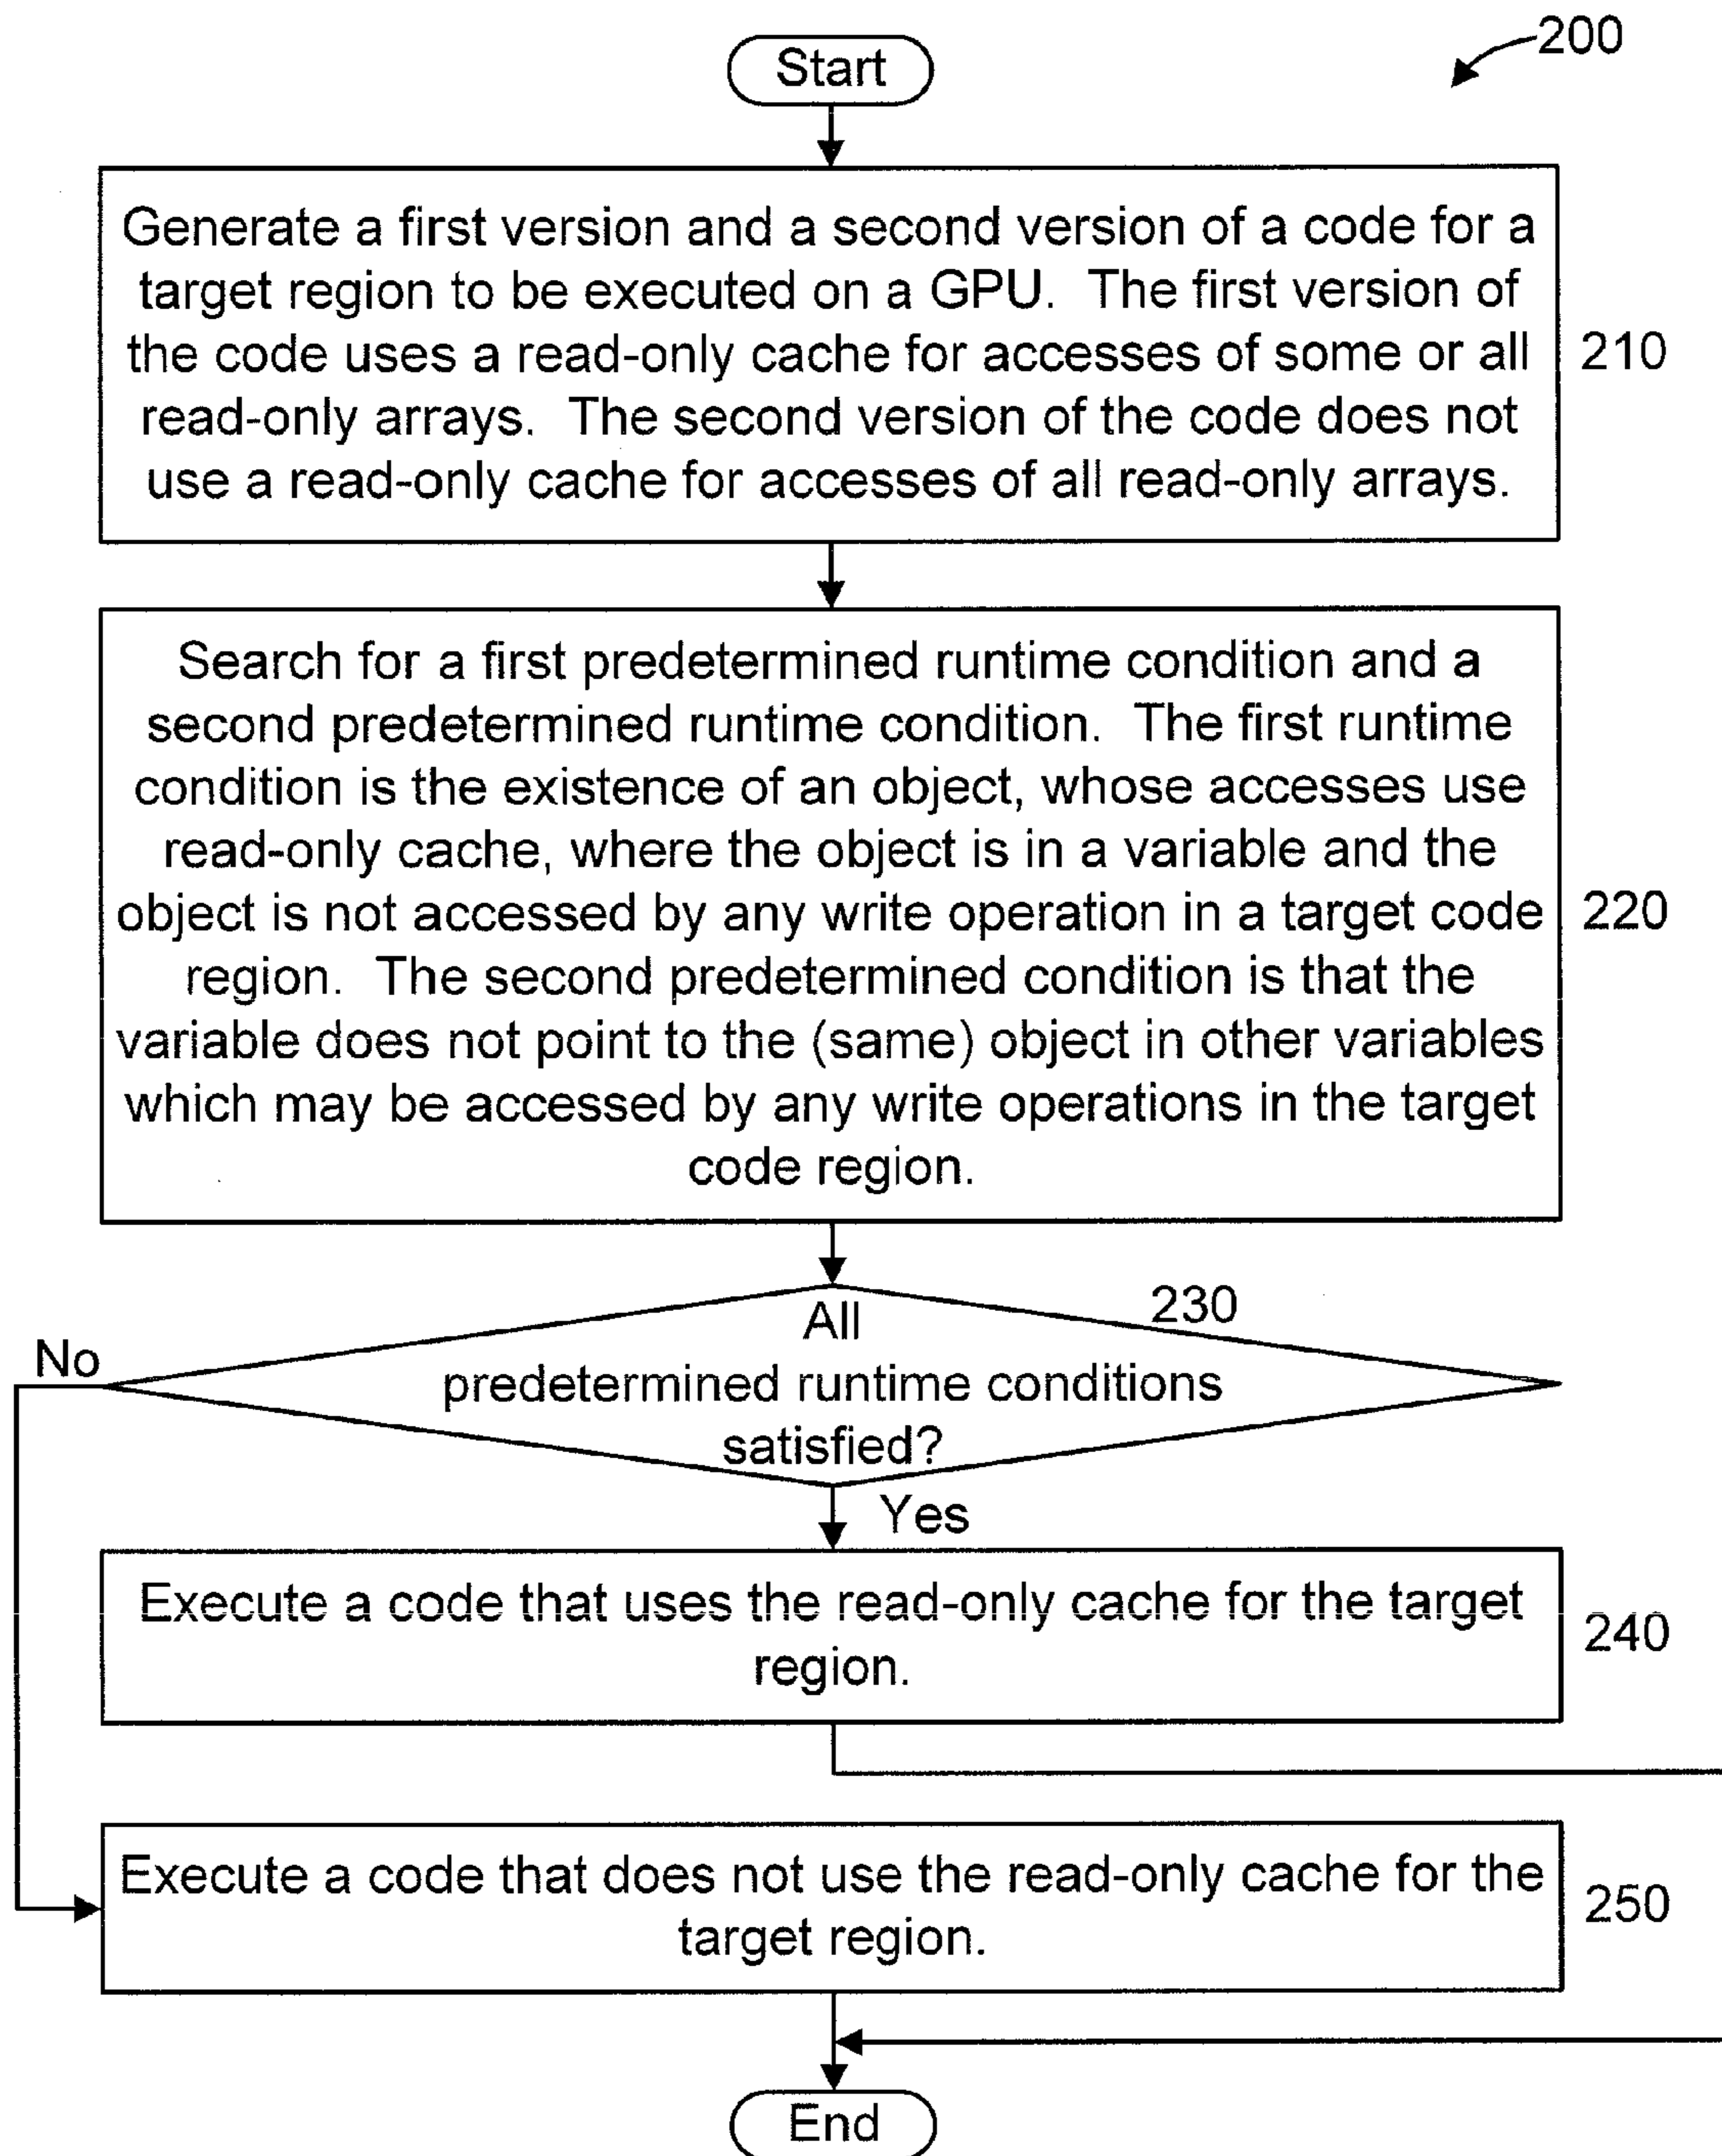 200
Start
Generate a first version and a second version of a code for a
target region to be executed on a GPU. The first version of
the code uses a read-only cache for accesses of some or all
read-only arrays. The second version of the code does not
use a read-only cache for accesses of all read-only arrays.
210
Search for a first predetermined runtime condition and a
second predetermined runtime condition. The first runtime
condition is the existence of an object, whose accesses use
read-only cache, where the object is in a variable and the
object is not accessed by any write operation in a target code
region. The second predetermined condition is that the
variable does not point to the (same) object in other variables
which may be accessed by any write operations in the target
code region.
220
230
All
predetermined runtime conditions
satisfied?
No
Yes
Execute a code that uses the read-only cache for the target
region.
240
Execute a code that does not use the read-only cache for the
target region.
250
End